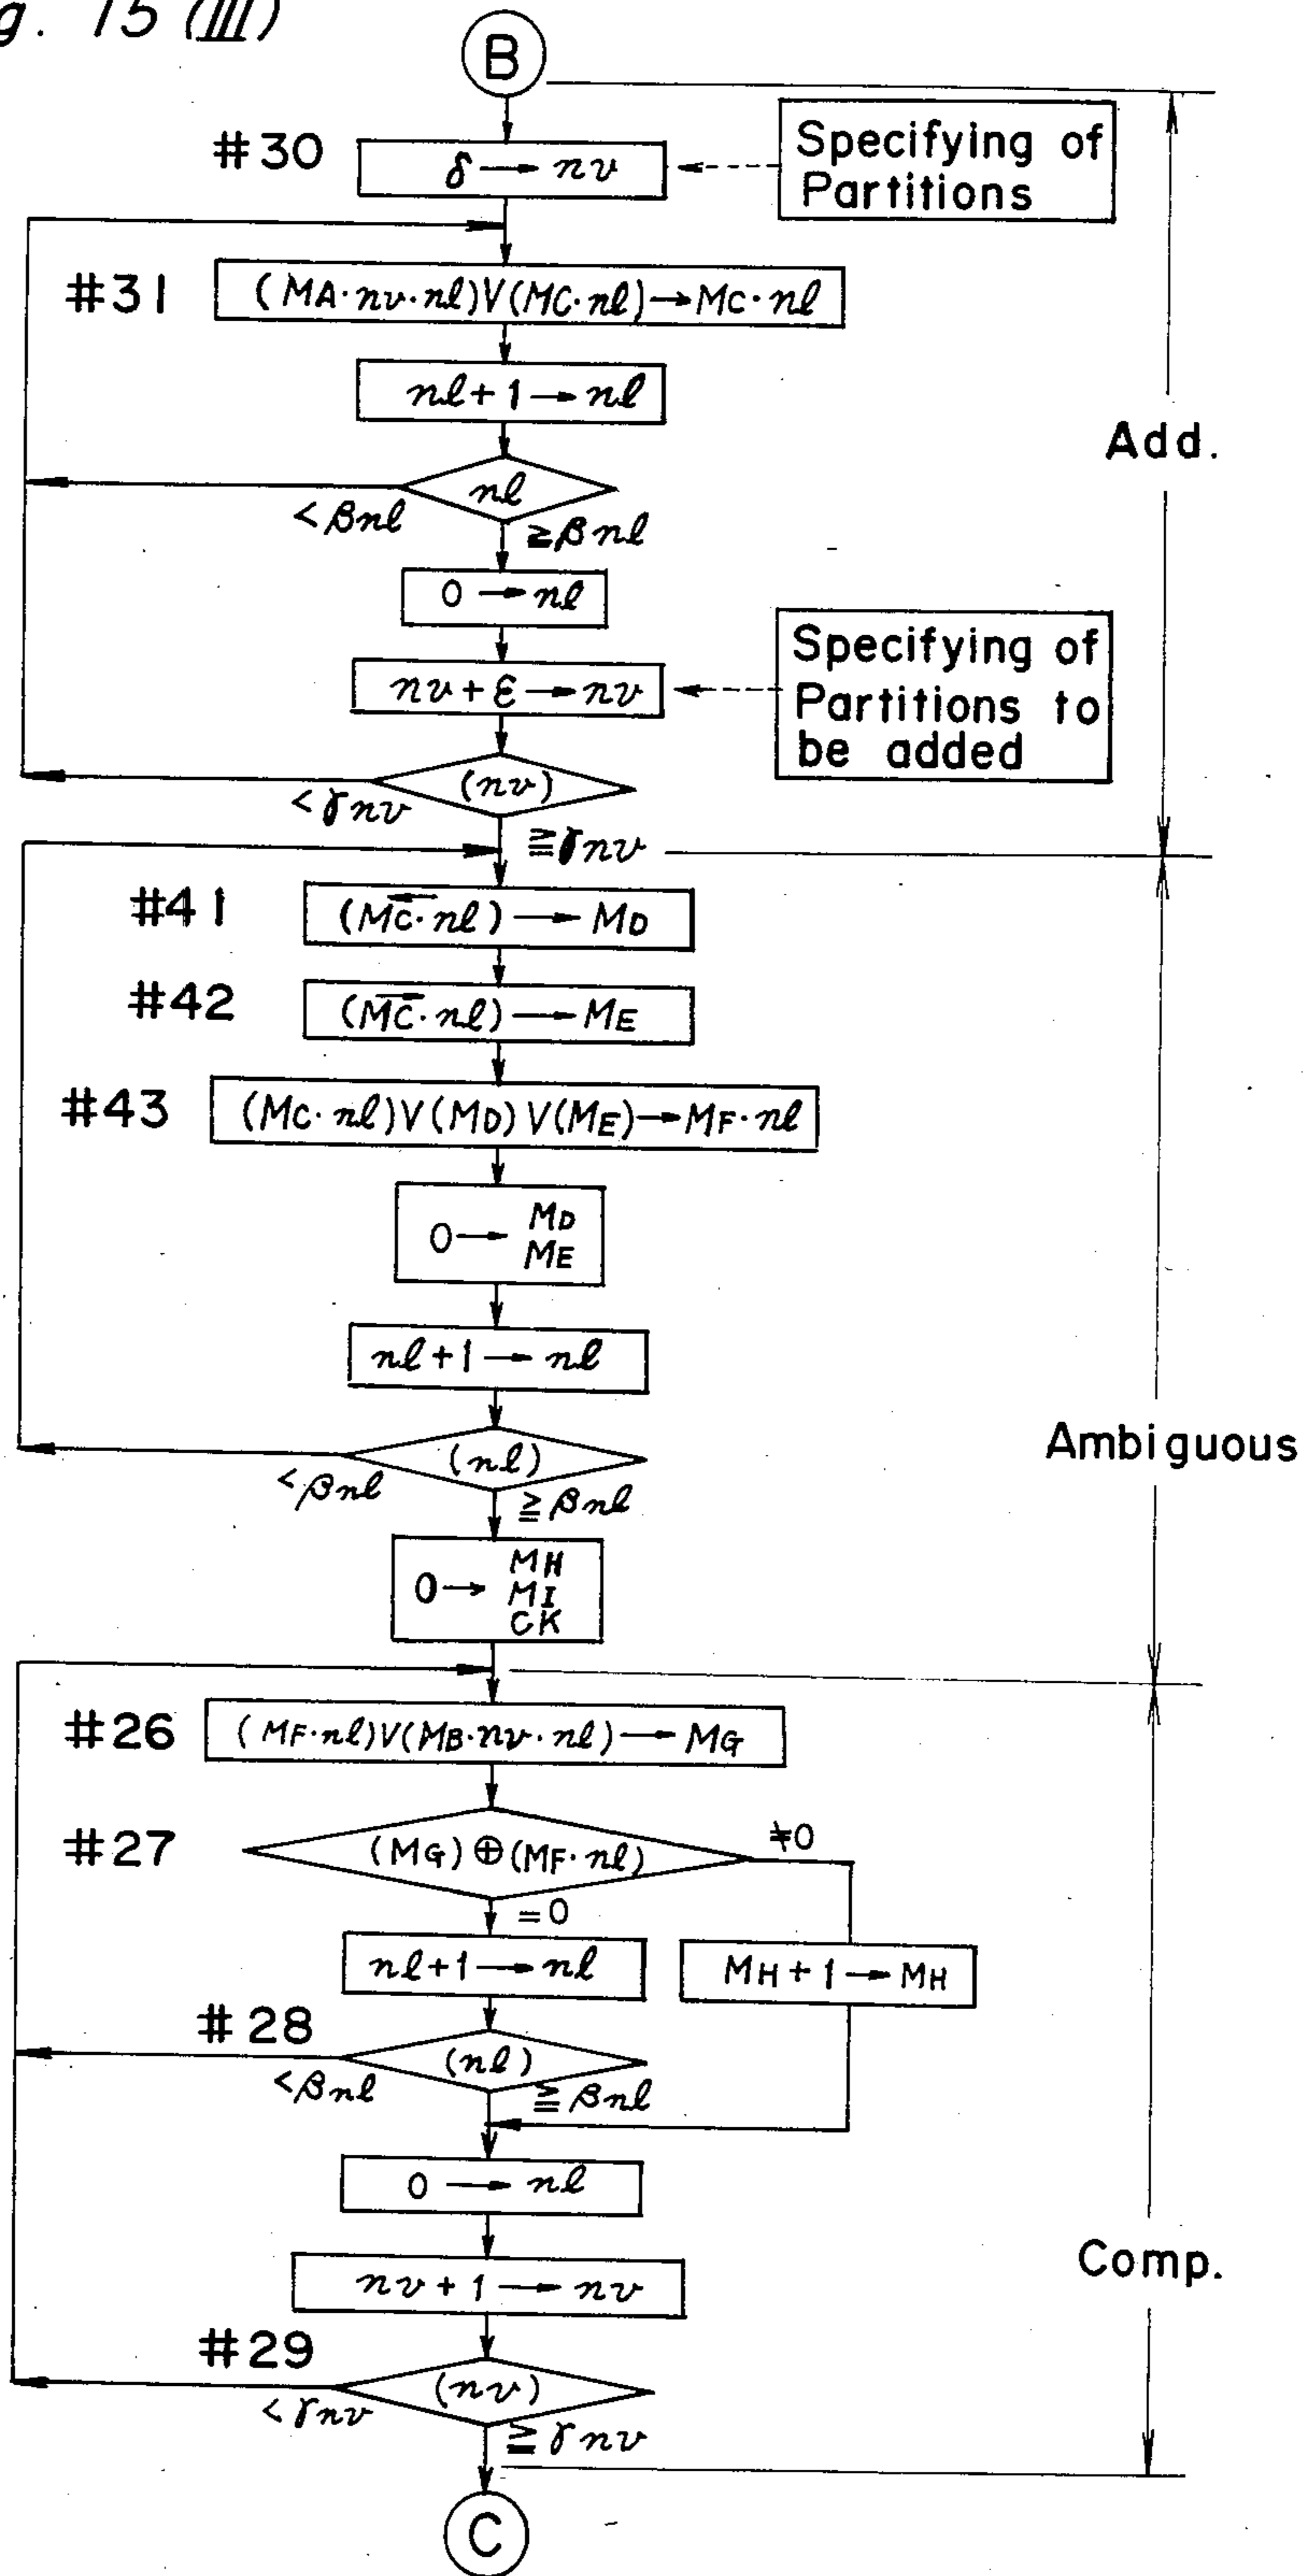 g. 15 (III)
B
#30
δ → nv
Specifying of
Partitions
#31
(MA·nv·nl)V(MC·nl)→MC·nl
nl+1 → nl
Add.
nl
<βnl
≧βnl
0 → nl
Specifying of
Partitions to
be added
nv+ε → nv
(nv)
<γnv
≧γnv
#41
(MC·nl) → MD
#42
(MC·nl) → ME
#43
(MC·nl)V(MD)V(ME)→MF·nl
0 → MD
ME
nl+1 → nl
Ambiguous
(nl)
<βnl
≧βnl
MH
0 → MI
CK
#26
(MF·nl)V(MB·nv·nl) → MG
#27
(MG)⊕(MF·nl)
≠0
=0
nl+1 → nl
MH+1 → MH
#28
(nl)
<βnl
≧βnl
0 → nl
nv+1 → nv
Comp.
#29
(nv)
<γnv
≧γnv
C